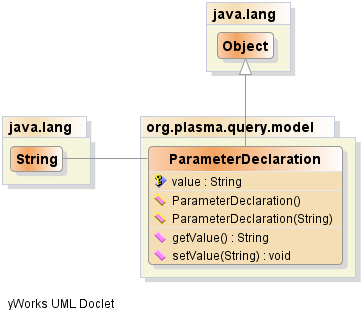 java.lang
Object
java.lang
String
org.plasma.query.model
ParameterDeclaration
value : String
ParameterDeclaration()
ParameterDeclaration(String)
getValue() : String
setValue(String) : void
yWorks UML Doclet